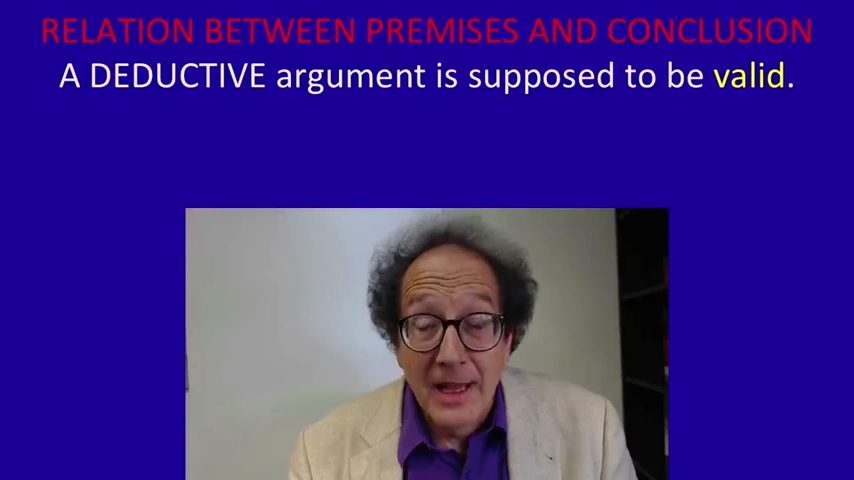 RELATION BETWEEN PREMISES AND CONCLUSION
A DEDUCTIVE argument is supposed to be valid.